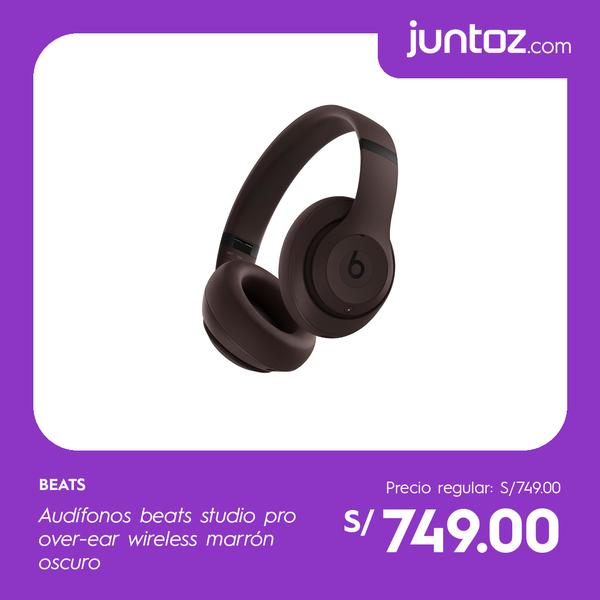 juntoz.com
b
BEATS
Audífonos beats studio pro
over-ear wireless marrón
oscuro
Precio regular: S/749.00
S/749.00